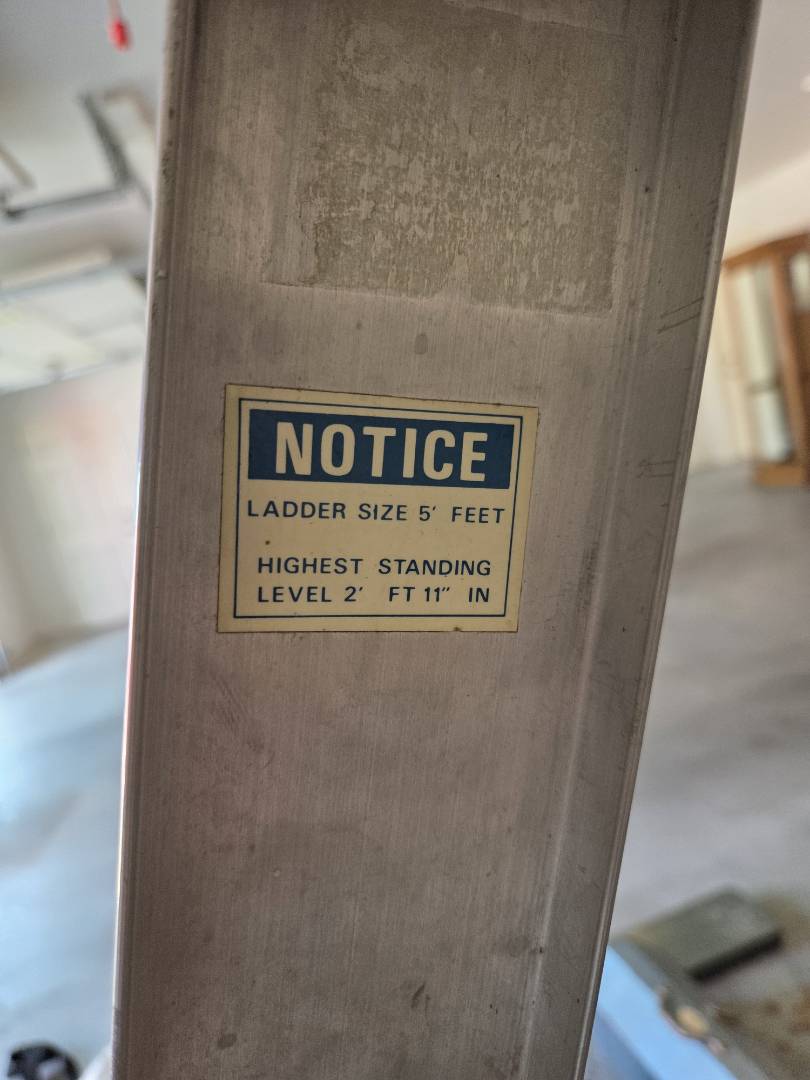 NOTICE
LADDER SIZE 5' FEET
HIGHEST STANDING
LEVEL 2' FT 11" IN